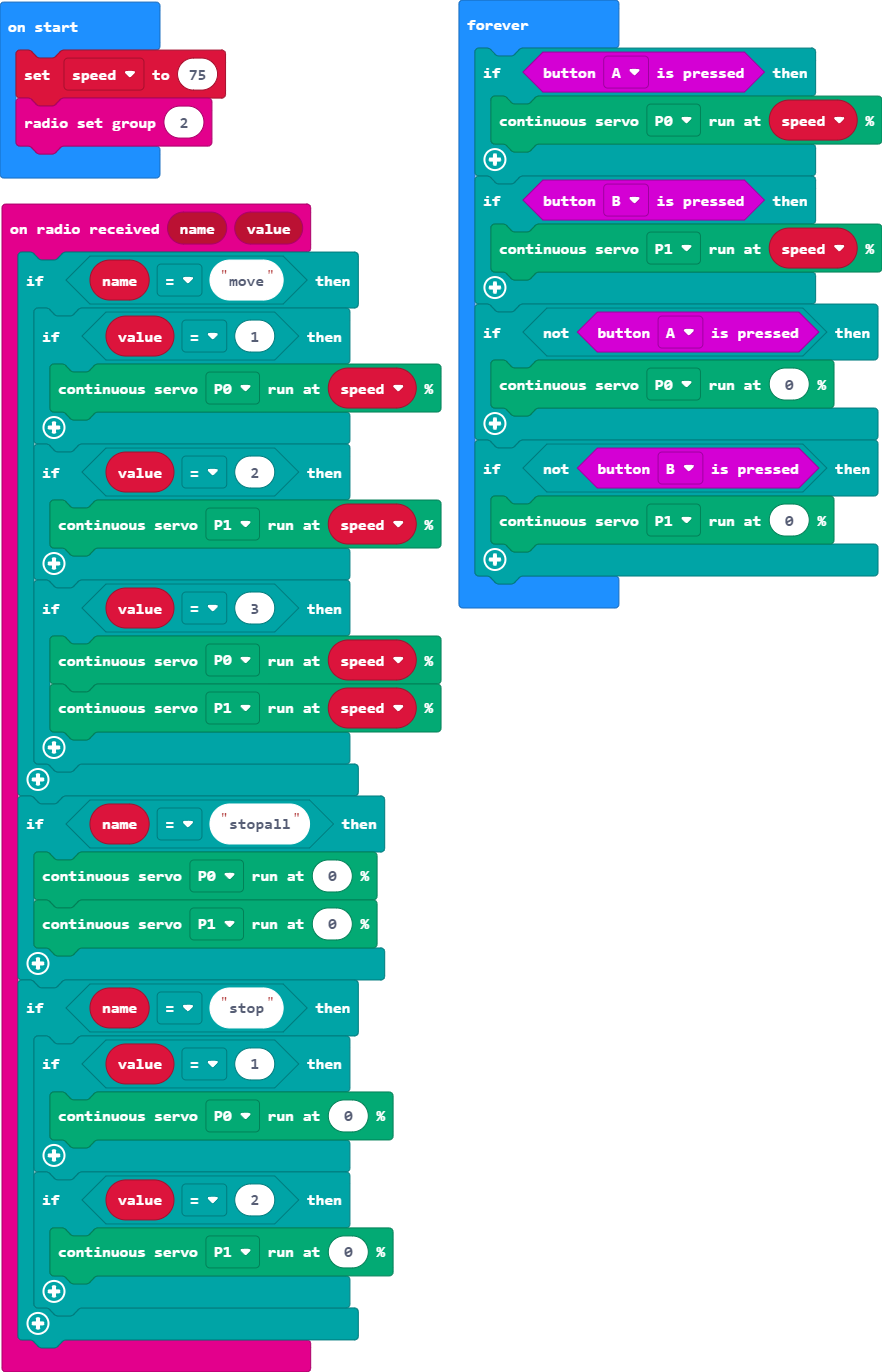 on start
set speed to 75
radio set group 2
on radio received name value
if name = "move" then
if value = 1 then
continuous servo P0 run at speed %
if value = 2 then
continuous servo P1 run at speed %
if value = 3 then
continuous servo P0 run at speed %
continuous servo P1 run at speed %
if name = "stopall" then
continuous servo P0 run at 0 %
continuous servo P1 run at 0 %
if name = "stop" then
if value = 1 then
continuous servo P0 run at 0 %
if value = 2 then
continuous servo P1 run at 0 %
forever
if button A is pressed then
continuous servo P0 run at speed %
if button B is pressed then
continuous servo P1 run at speed %
if not button A is pressed then
continuous servo P0 run at 0 %
if not button B is pressed then
continuous servo P1 run at 0 %